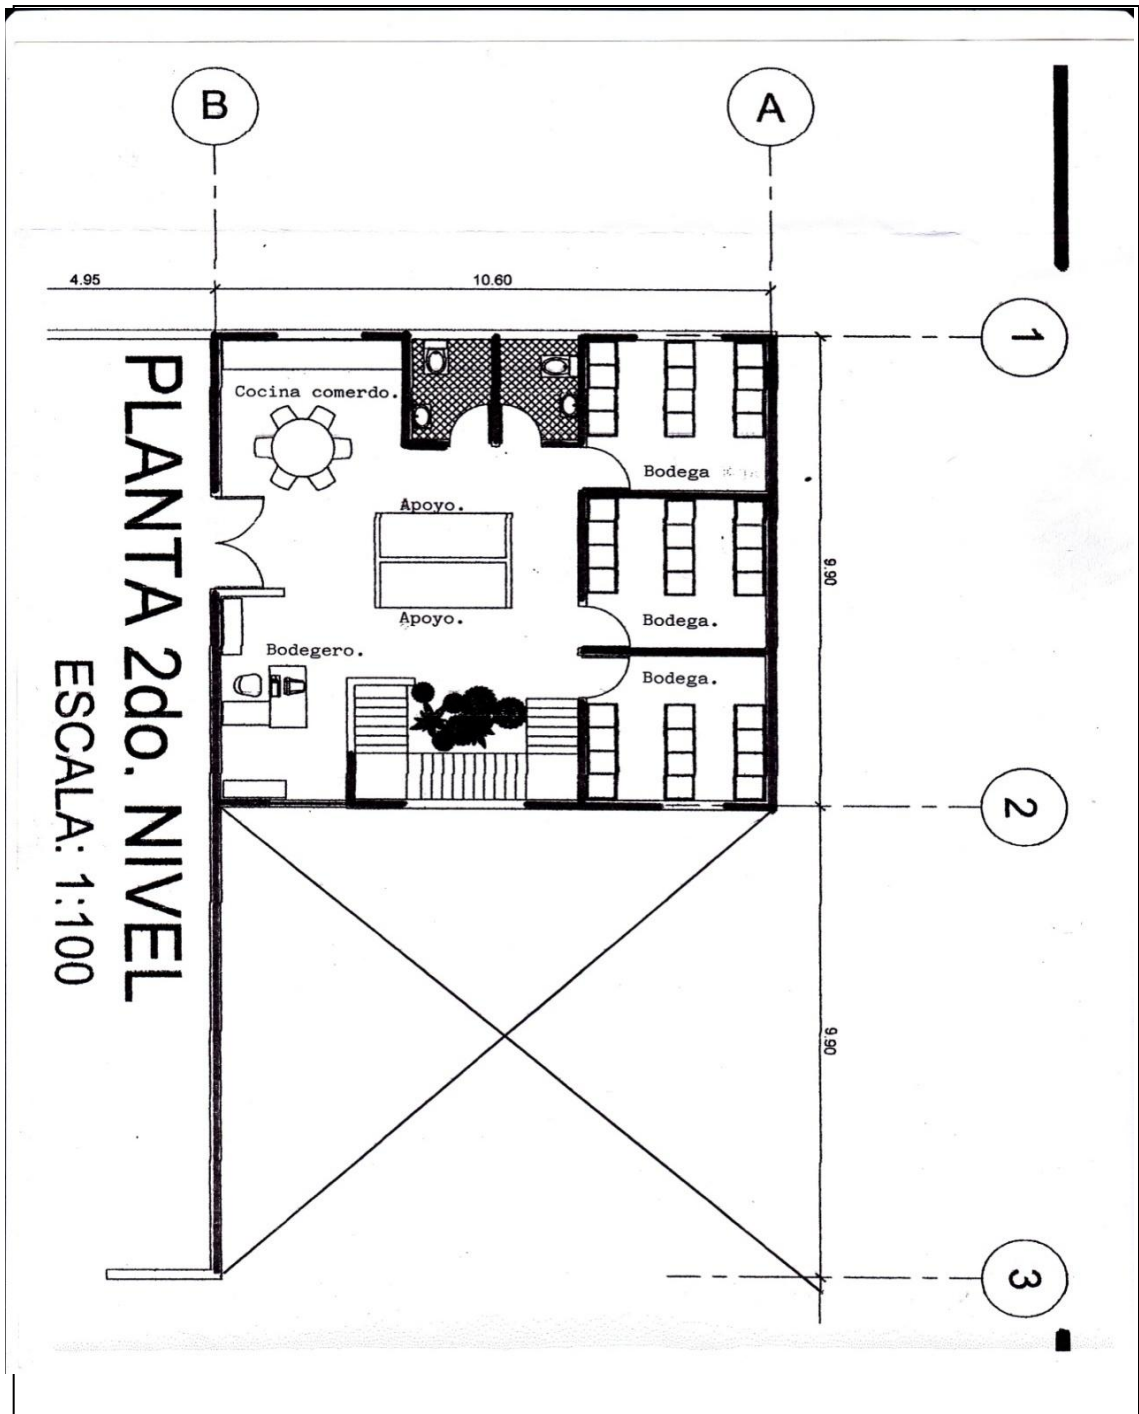 B
A
4.95
10.60
1
Cocina comerdo.
Bodega
Apoyo.
9.90
Apoyo.
Bodega.
Bodegero.
Bodega.
2
9.90
3
PLANTA 2do. NIVEL
ESCALA: 1:100